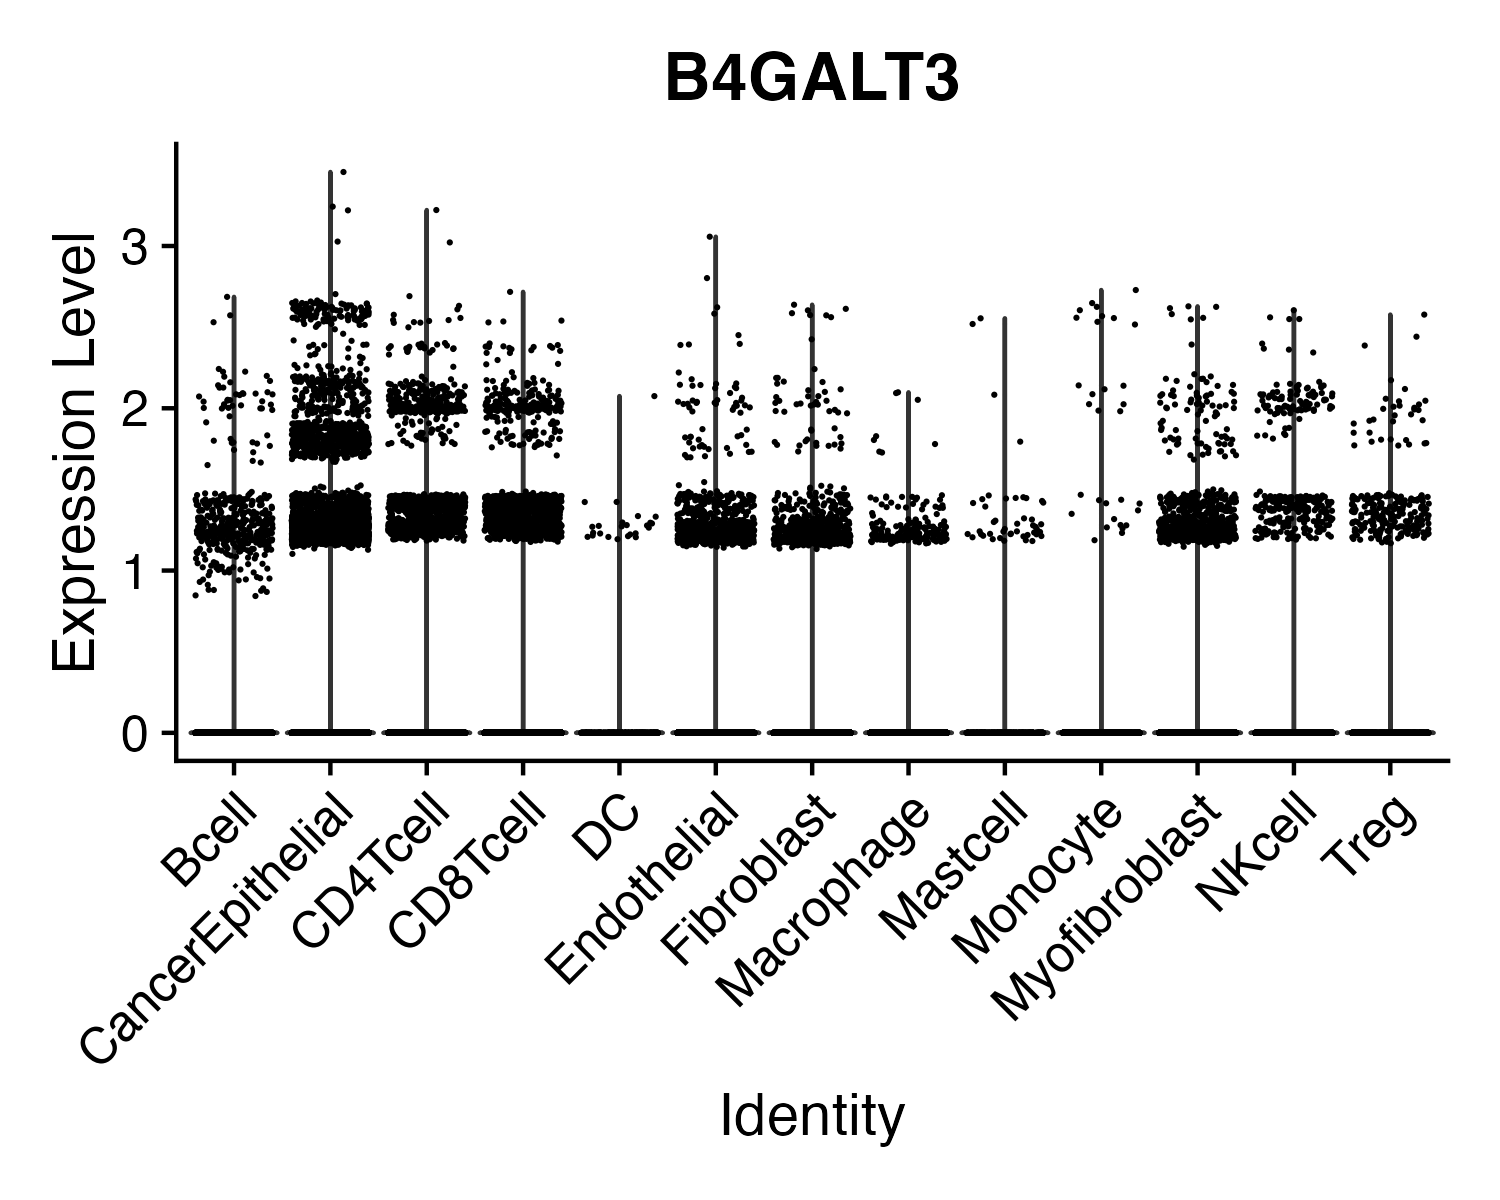 B4GALT3
Expression Level
3
2
1
0
Bcell
CancerEpithelial
CD4Tcell
CD8Tcell
DC
Endothelial
Fibroblast
Macrophage
Mastcell
Monocyte
Myofibroblast
NKcell
Treg
Identity